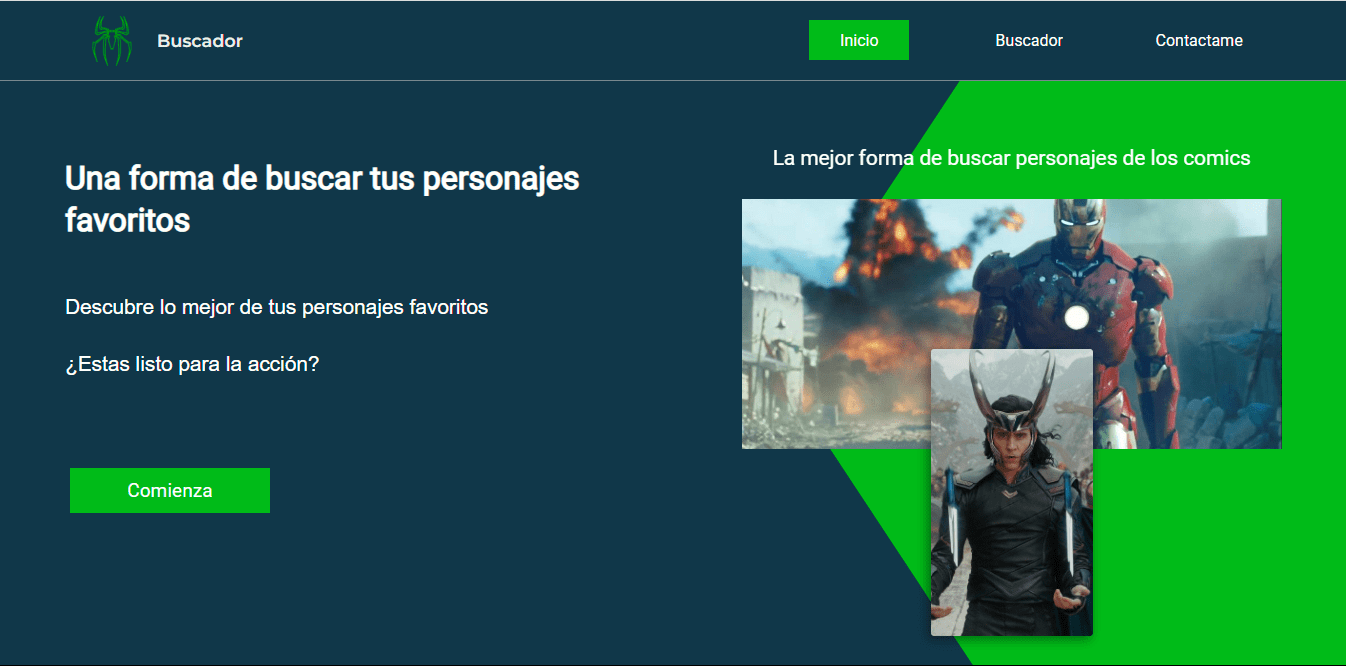 Buscador
Inicio
Buscador
Contactame
Una forma de buscar tus personajes
favoritos
Descubre lo mejor de tus personajes favoritos
¿Estas listo para la acción?
Comienza
La mejor forma de buscar personajes de los comics